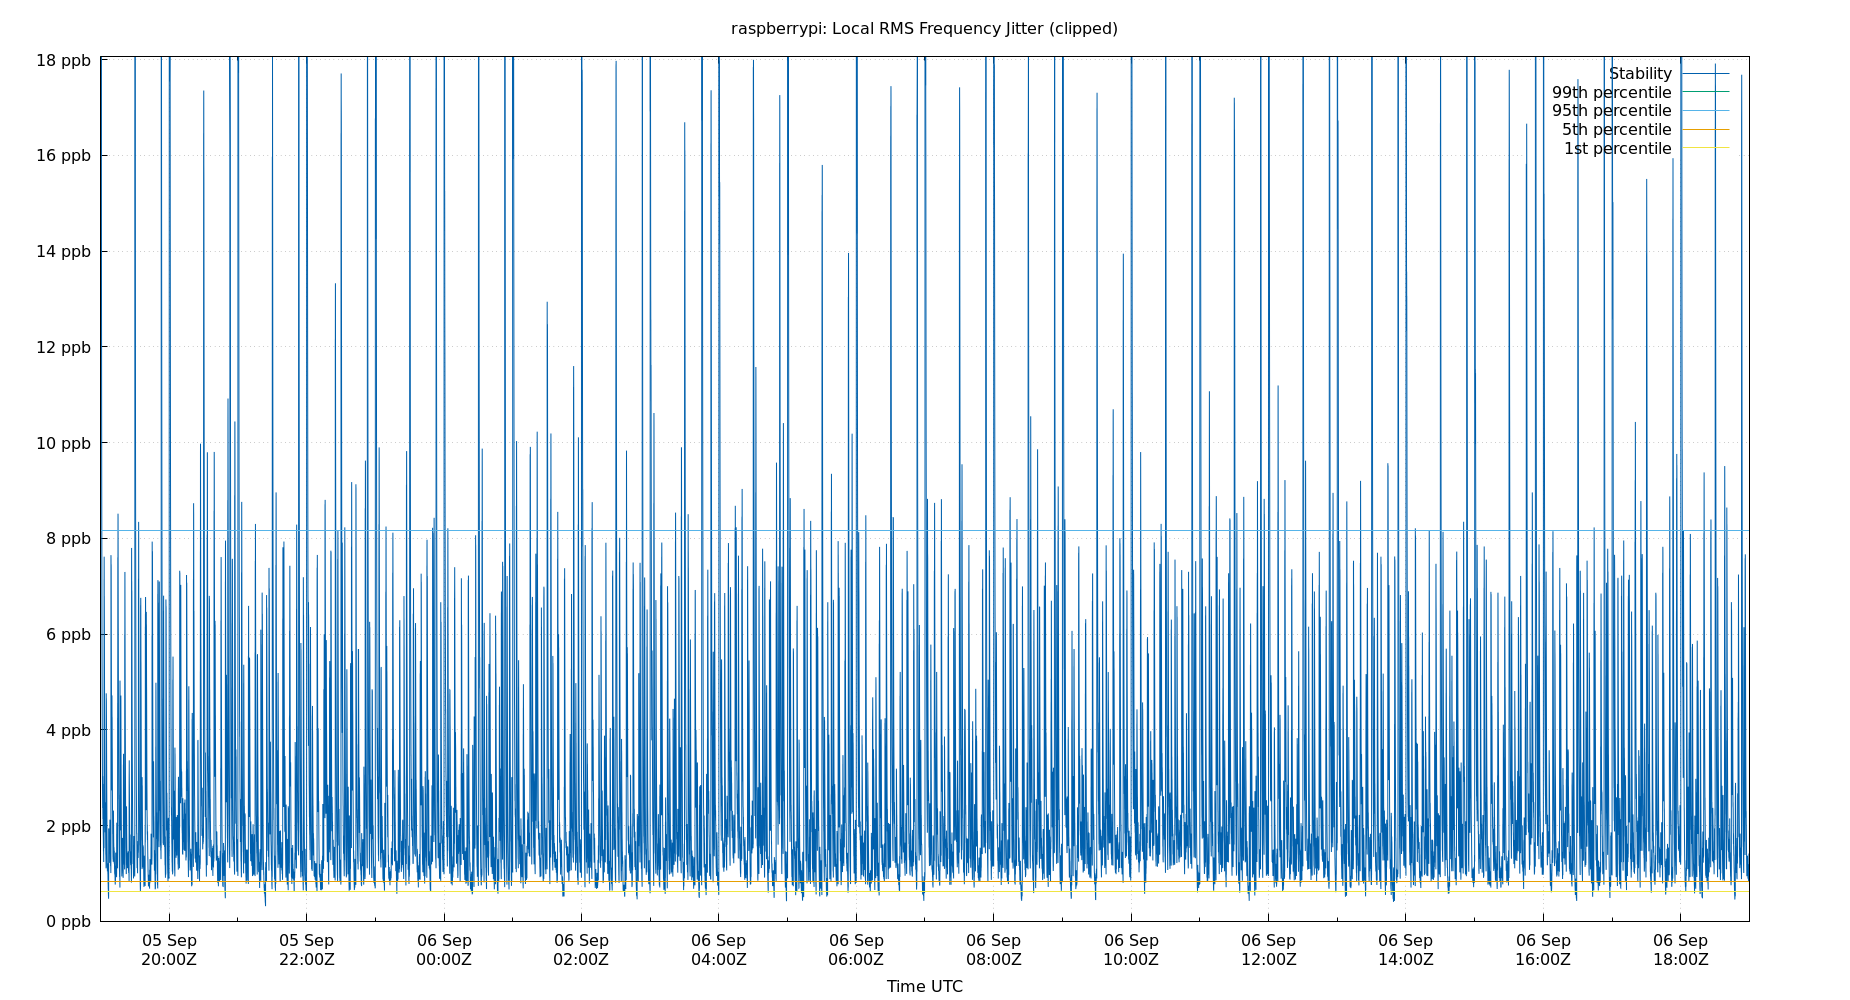 raspberrypi: Local RMS Frequency Jitter (clipped)
18 ppb
16 ppb
14 ppb
12 ppb
10 ppb
8 ppb
6 ppb
4 ppb
2 ppb
0 ppb
Stability
99th percentile
95th percentile
5th percentile
1st percentile
05 Sep 05 Sep 06 Sep 06 Sep 06 Sep 06 Sep 06 Sep 06 Sep 06 Sep 06 Sep 06 Sep 06 Sep
20:00Z 22:00Z 00:00Z 02:00Z 04:00Z 06:00Z 08:00Z 10:00Z 12:00Z 14:00Z 16:00Z 18:00Z
Time UTC